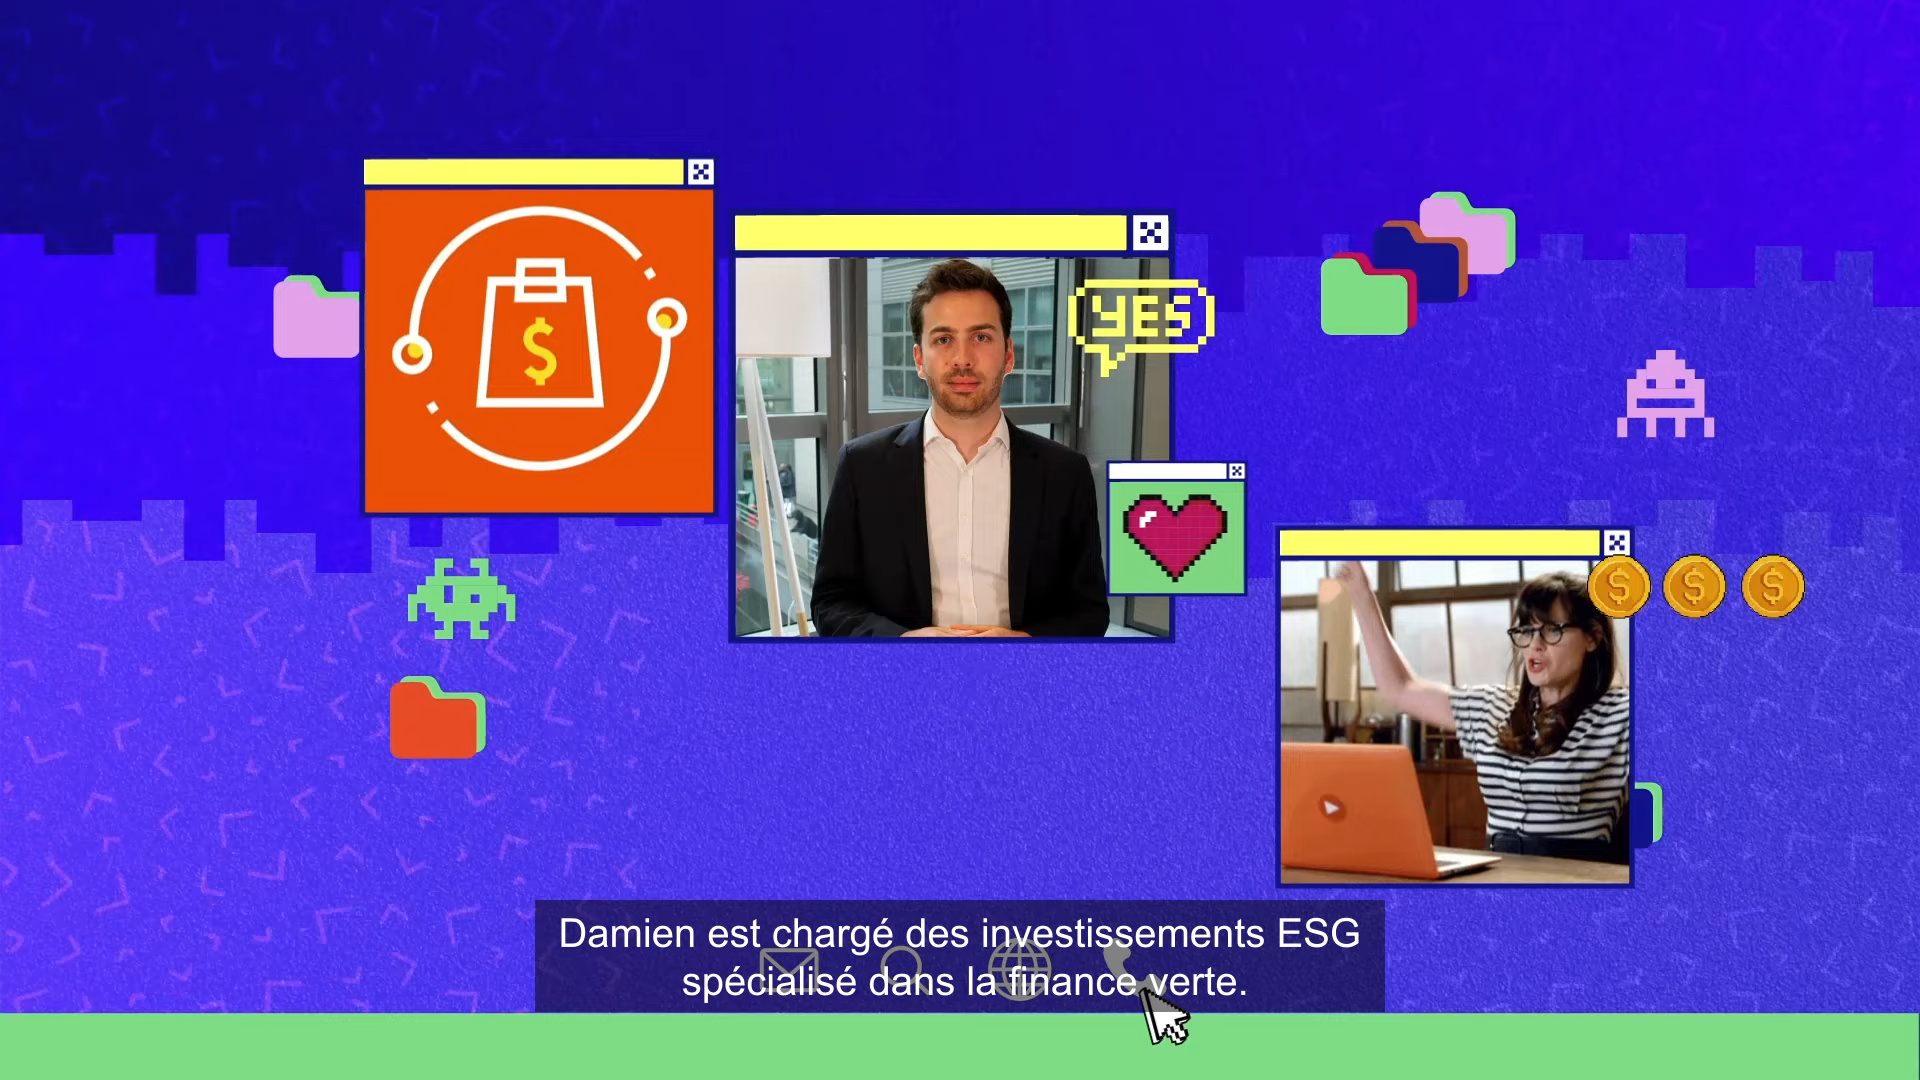 YES
$
$ $ $
Damien est chargé des investissements ESG
spécialisé dans la finance verte.